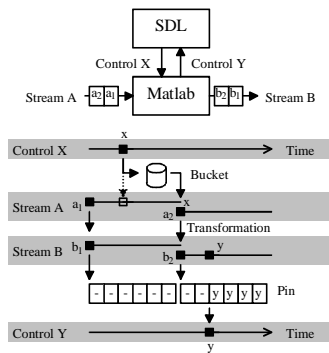 SDL
Control X Control Y
Stream A a2 a1 Matlab b2 b1 Stream B
x
Control X Time
Bucket
Stream A a1 x
a2
Transformation
Stream B b1 y
b2
- - - - - - - - y y y y Pin
Control Y Time
y